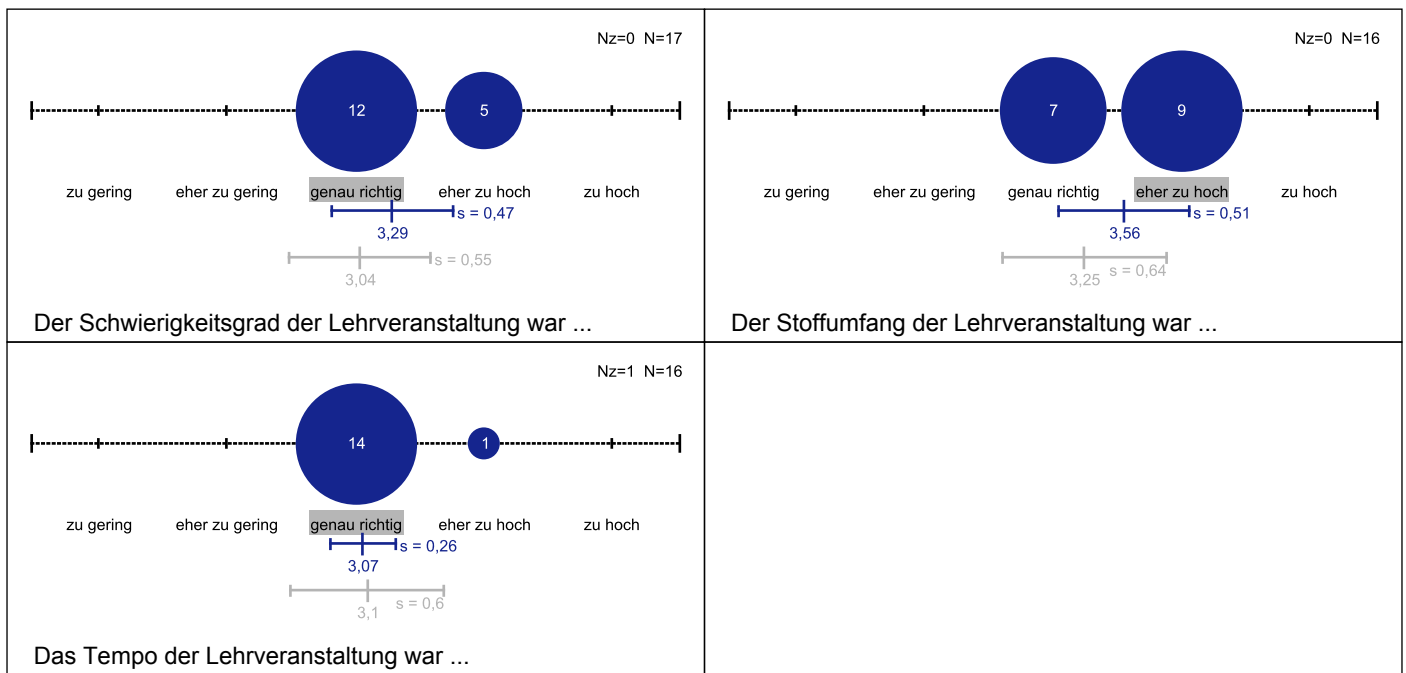 Nz=0 N=17
12
5
zu gering
eher zu gering
genau richtig
eher zu hoch
zu hoch
s = 0,47
3,29
s = 0,55
3,04
Der Schwierigkeitsgrad der Lehrveranstaltung war ...
Nz=0 N=16
7
9
zu gering
eher zu gering
genau richtig
eher zu hoch
zu hoch
s = 0,51
3,56
s = 0,64
3,25
Der Stoffumfang der Lehrveranstaltung war ...
Nz=1 N=16
14
1
zu gering
eher zu gering
genau richtig
eher zu hoch
zu hoch
s = 0,26
3,07
s = 0,6
3,1
Das Tempo der Lehrveranstaltung war ...